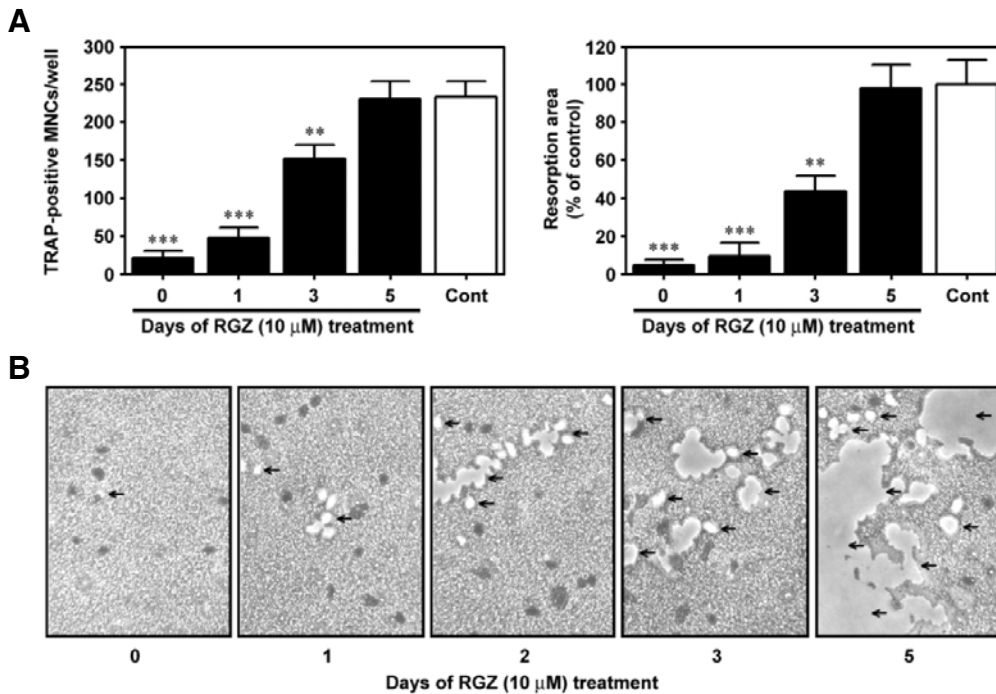 A
TRAP-positive MNCs/well
300
250
200
150
100
50
0
***
***
**
0 1 3 5 Cont
Days of RGZ (10 μM) treatment
Resorption area
(% of control)
120
100
80
60
40
20
0
***
***
**
0 1 3 5 Cont
Days of RGZ (10 μM) treatment
B
0 1 2 3 5
Days of RGZ (10 μM) treatment